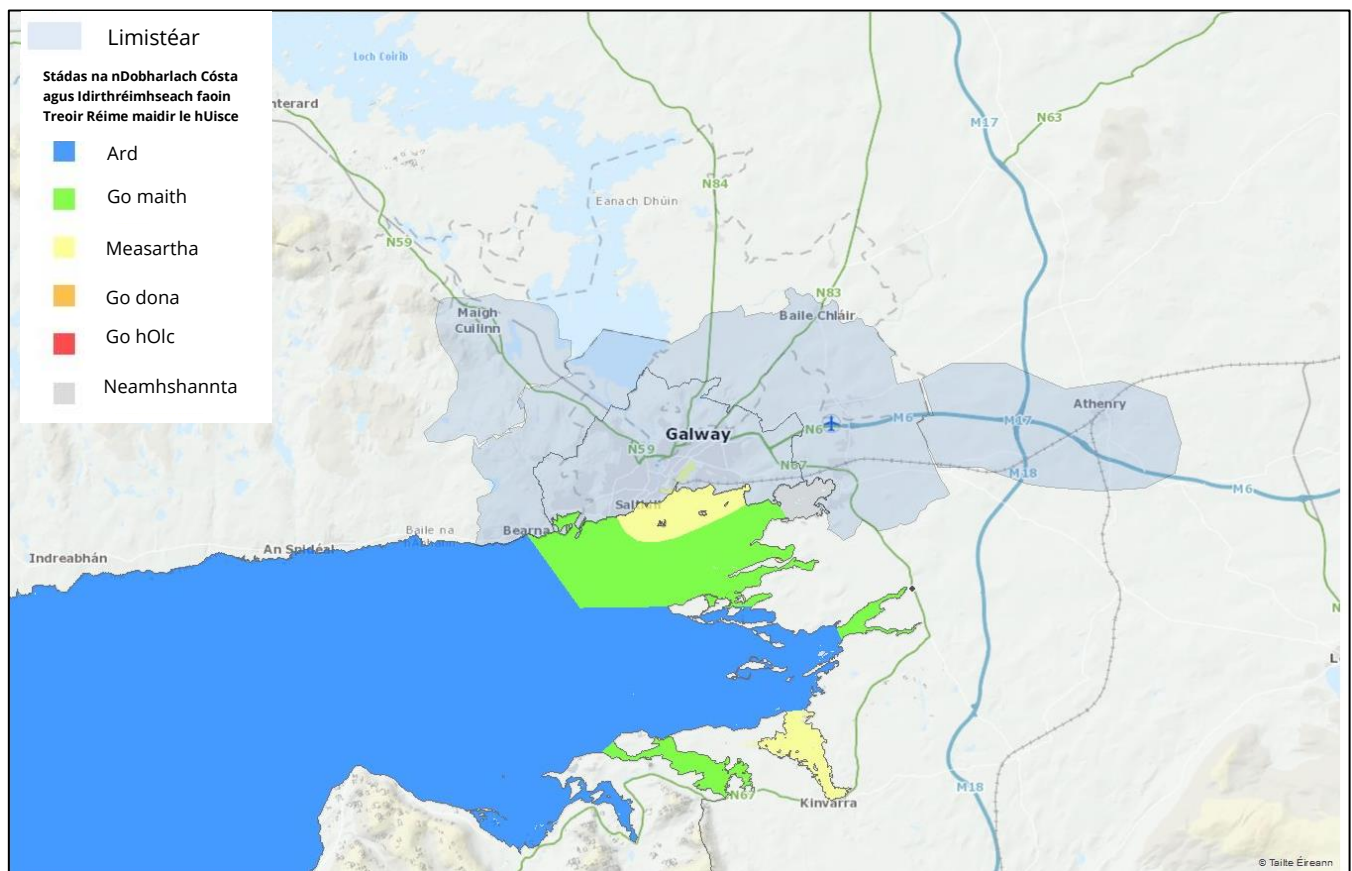 Limistéar
Stádas na nDobharlach Cósta
agus Idirthréimhseach faoin
Treoir Réime maidir le hUisce
Ard
Go maith
Measartha
Go dona
Go hOlc
Neamhshannta
Loch Coirib
nterard
M17
N63
N84
Eanach Dhúin
N59
Maigh
Cuilinn
N83
Baile Chláir
Athenry
N6
M6
M17
Galway
N59
N67
M18
M6
Bearna
Baile na
An Spidéal
Indreabhán
N
L
N67
Kinvarra
M18
© Tailte Éireann